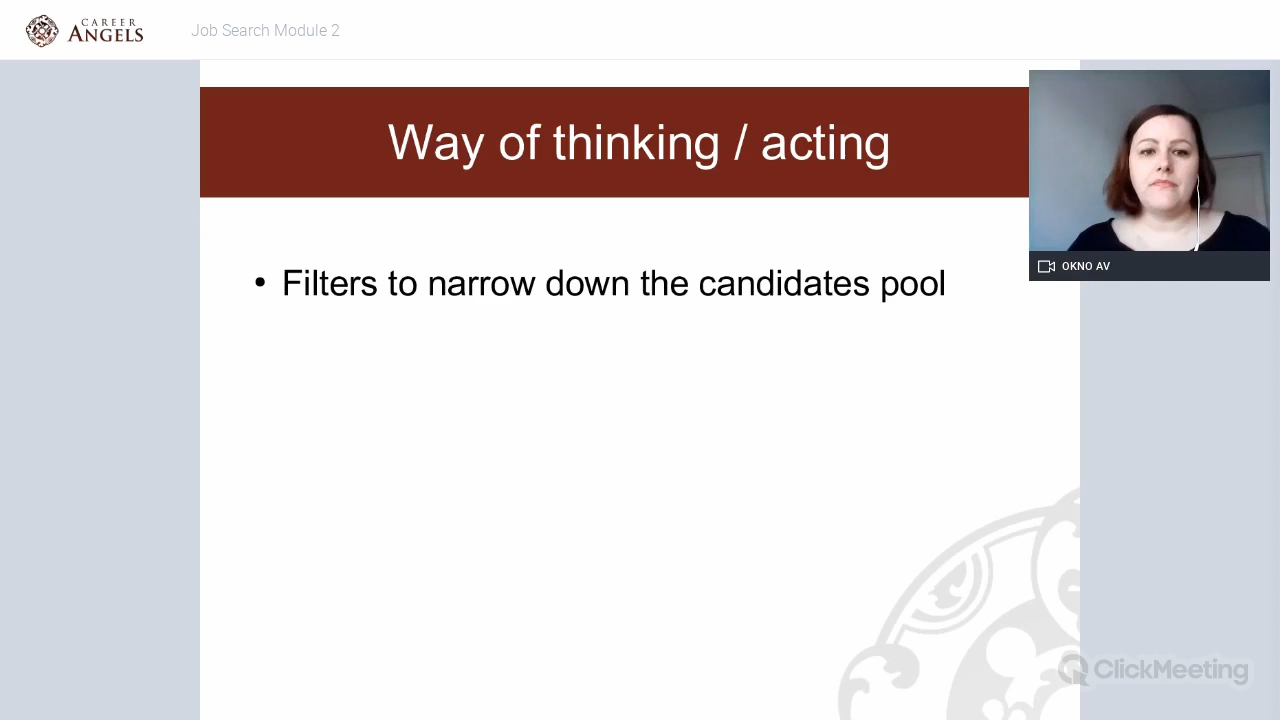 CAREER
ANGELS
Job Search Module 2
Way of thinking / acting
• Filters to narrow down the candidates pool
OKNO AV
ClickMeeting